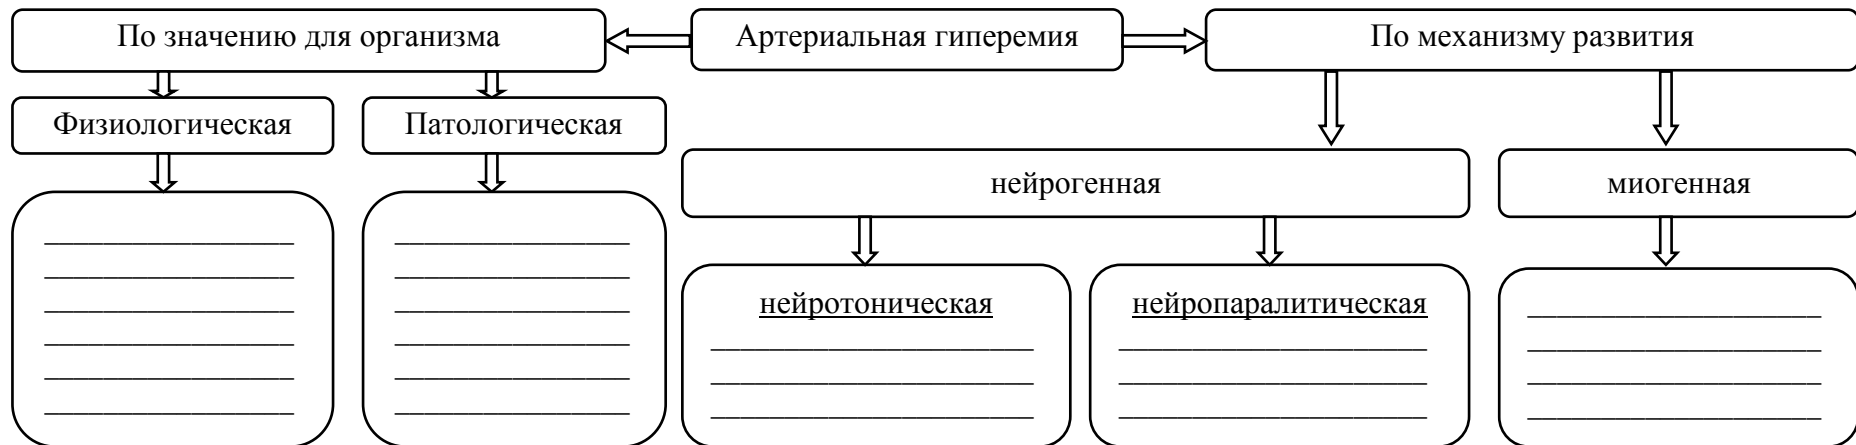 По значению для организма
Артериальная гиперемия
По механизму развития
Физиологическая
Патологическая
нейрогенная
миогенная
нейротоническая
нейропаралитическая